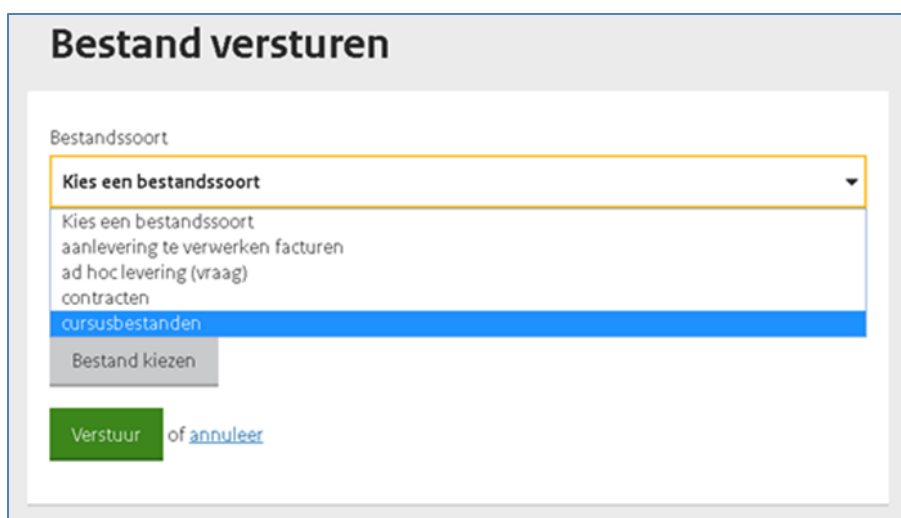 Bestand versturen
Bestandssoort
Kies een bestandssoort
Kies een bestandssoort
aanlevering te verwerken facturen
ad hoc levering (vraag)
contracten
cursusbestanden
Bestand kiezen
Verstuur of annuleer